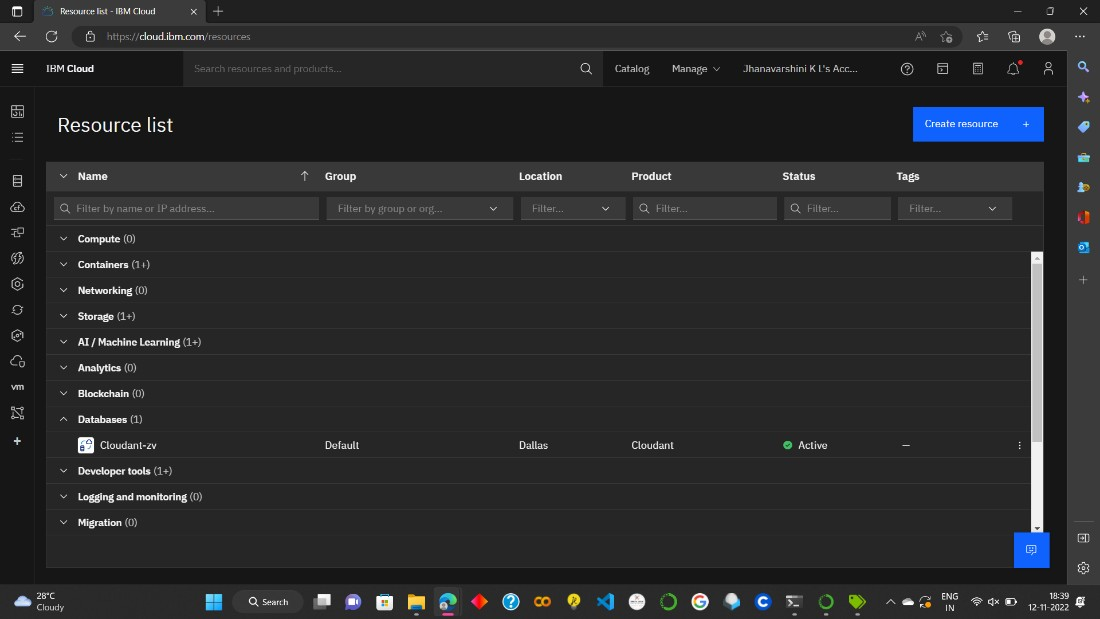 Resource list - IBM Cloud
https://cloud.ibm.com/resources
IBM Cloud
Search resources and products...
Catalog
Manage
Jhanavarshini K L's Acc...
Resource list
Create resource +
Name
Group
Location
Product
Status
Tags
Filter by name or IP address...
Filter by group or org...
Filter...
Filter...
Filter...
Filter...
Compute (0)
Containers (1+)
Networking (0)
Storage (1+)
AI / Machine Learning (1+)
Analytics (0)
Blockchain (0)
vm
Databases (1)
Cloudant-zv
Default
Dallas
Cloudant
Active
–
Developer tools (1+)
Logging and monitoring (0)
Migration (0)
28°C
Cloudy
Search
ENG
IN
18:39
12-11-2022